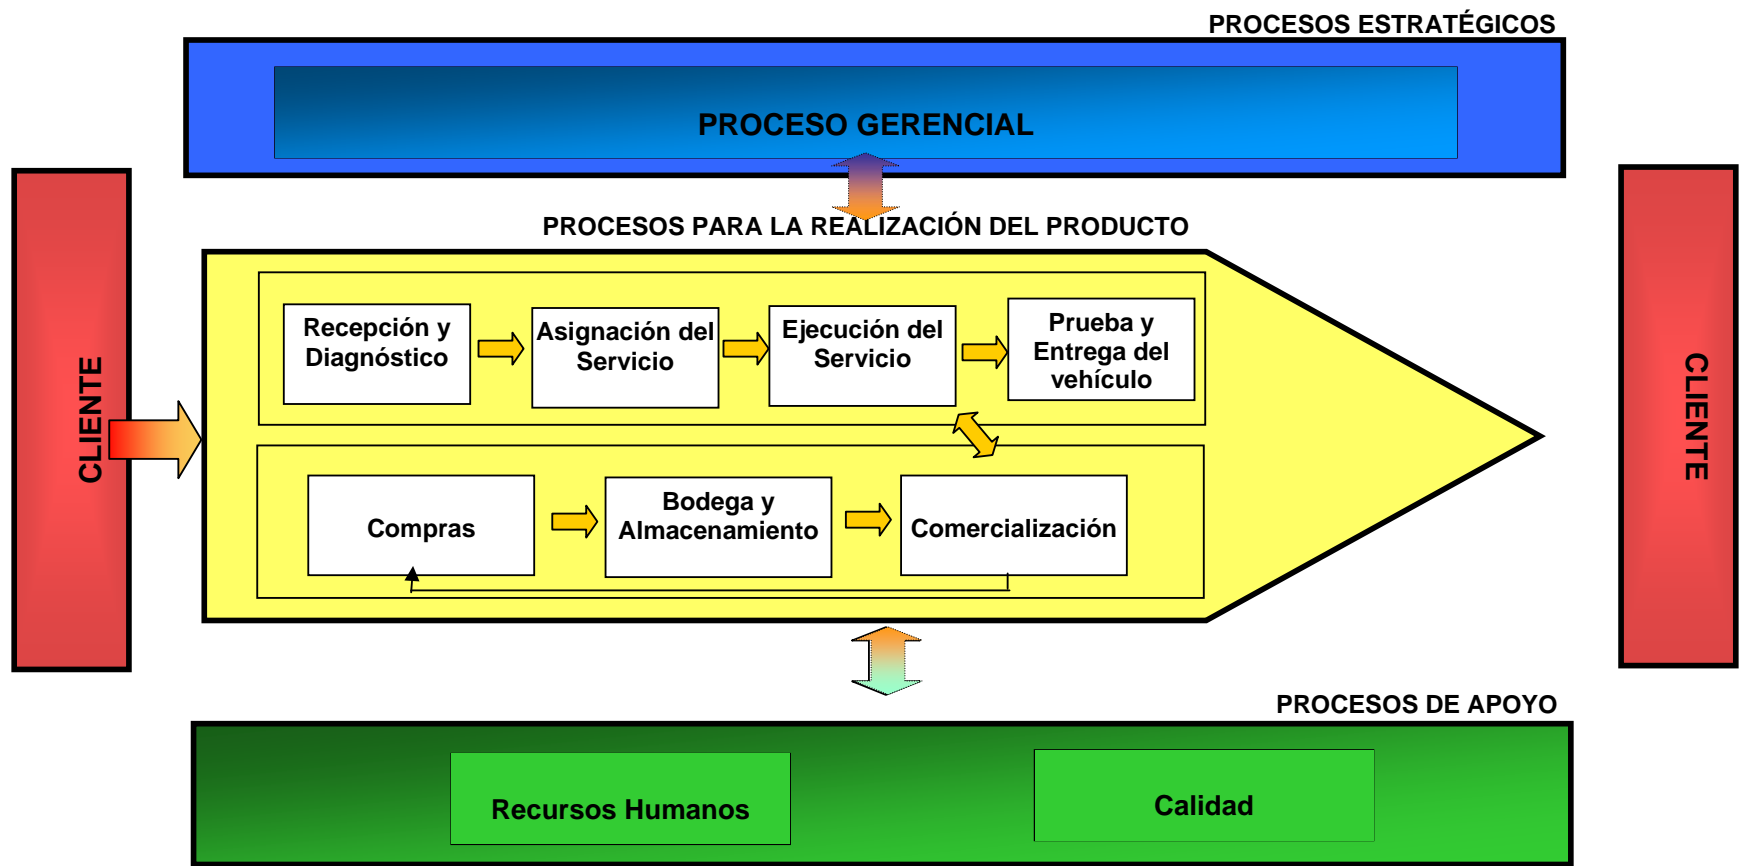 PROCESOS ESTRATÉGICOS
PROCESO GERENCIAL
CLIENTE
PROCESOS PARA LA REALIZACIÓN DEL PRODUCTO
Recepción y
Diagnóstico
Asignación del
Servicio
Ejecución del
Servicio
Prueba y
Entrega del
vehículo
Compras
Bodega y
Almacenamiento
Comercialización
CLIENTE
PROCESOS DE APOYO
Recursos Humanos
Calidad